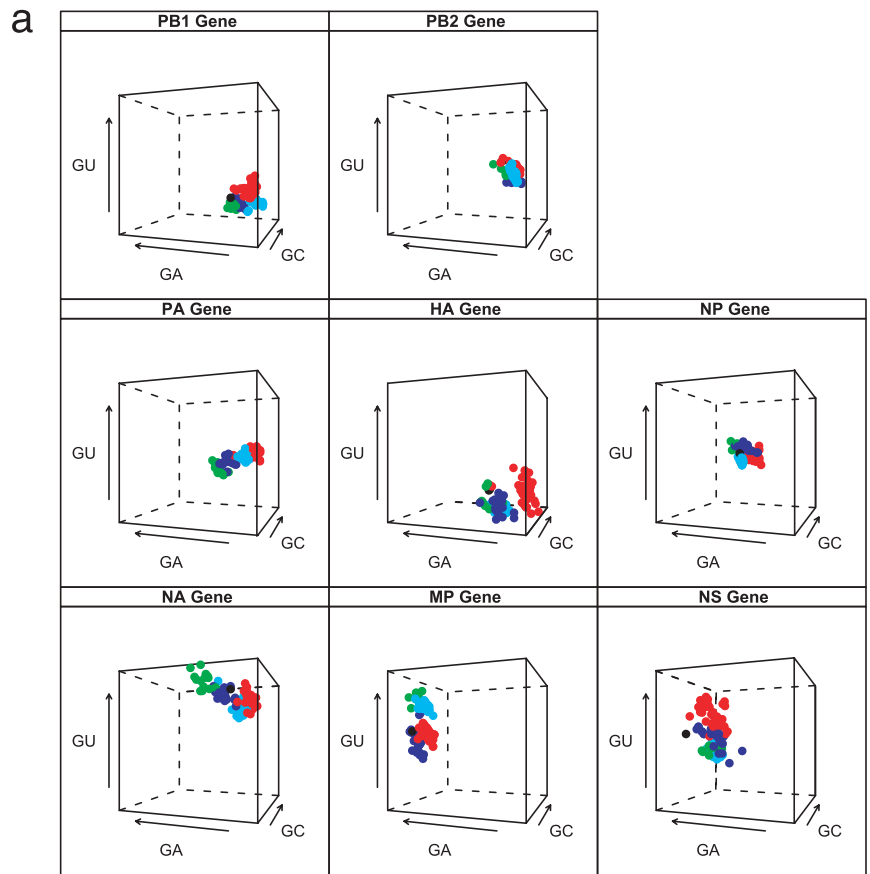 a
PB1 Gene PB2 Gene
GU GU
GC GC
GA GA
PA Gene HA Gene NP Gene
GU GU GU
GC GC GC
GA GA GA
NA Gene MP Gene NS Gene
GU GU GU
GC GC GC
GA GA GA